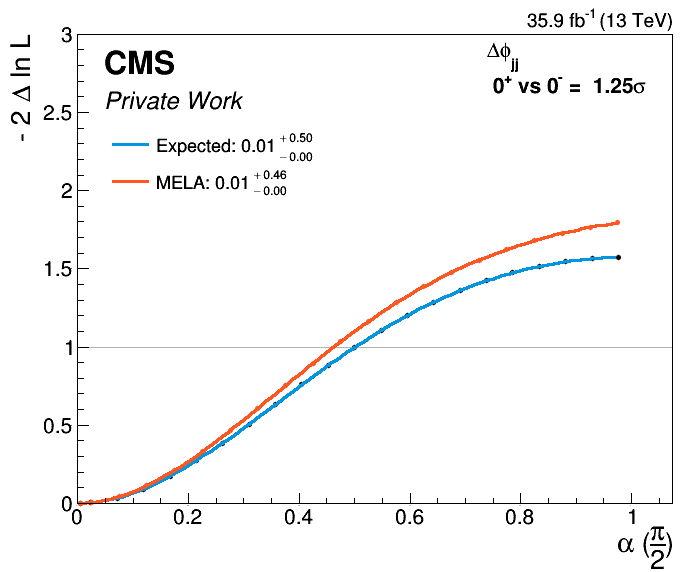 35.9 fb⁻¹ (13 TeV)
- 2 Δ ln L
3
2.5
2
1.5
1
0.5
0
CMS
Private Work
Δϕjj
0⁺ vs 0⁻ = 1.25σ
Expected: 0.01 +0.50 −0.00
MELA: 0.01 +0.46 −0.00
0 0.2 0.4 0.6 0.8 1
α (π/2)